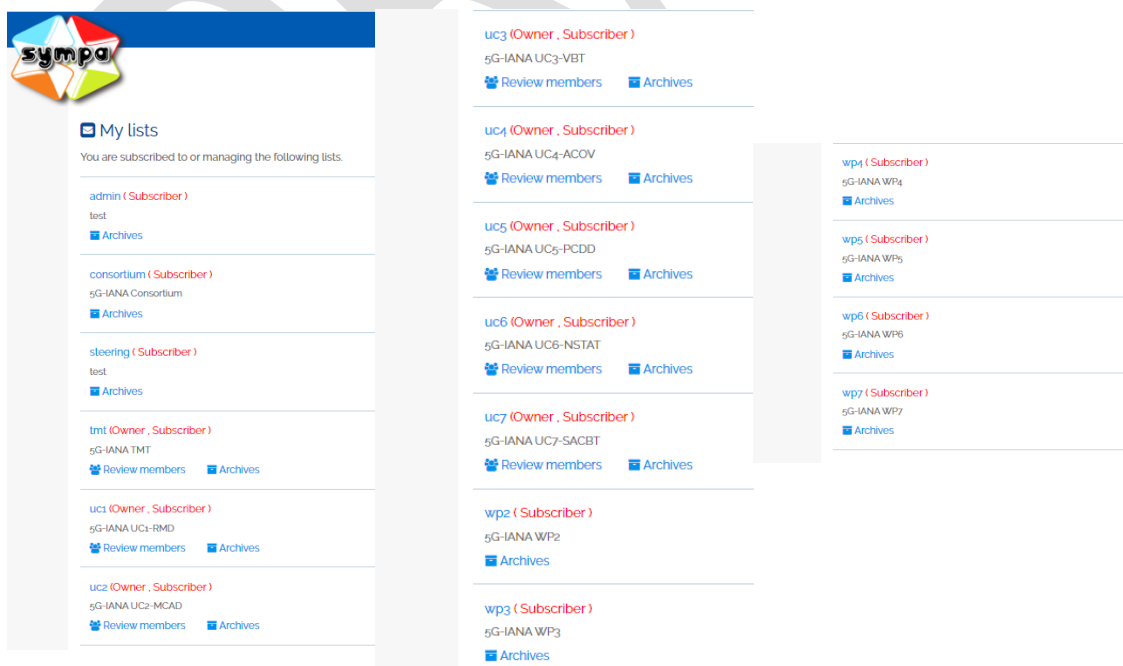 sympa
My lists
You are subscribed to or managing the following lists.
admin ( Subscriber )
test
Archives
consortium ( Subscriber )
5G-IANA Consortium
Archives
steering ( Subscriber )
test
Archives
tmt (Owner , Subscriber )
5G-IANA TMT
Review members Archives
uc1 (Owner , Subscriber )
5G-IANA UC1-RMD
Review members Archives
uc2 (Owner , Subscriber )
5G-IANA UC2-MCAD
Review members Archives
uc3 (Owner , Subscriber )
5G-IANA UC3-VBT
Review members Archives
uc4 (Owner , Subscriber )
5G-IANA UC4-ACOV
Review members Archives
uc5 (Owner , Subscriber )
5G-IANA UC5-PCDD
Review members Archives
uc6 (Owner , Subscriber )
5G-IANA UC6-NSTAT
Review members Archives
uc7 (Owner , Subscriber )
5G-IANA UC7-SACBT
Review members Archives
wp2 ( Subscriber )
5G-IANA WP2
Archives
wp3 ( Subscriber )
5G-IANA WP3
Archives
wp4 ( Subscriber )
5G-IANA WP4
Archives
wp5 ( Subscriber )
5G-IANA WP5
Archives
wp6 ( Subscriber )
5G-IANA WP6
Archives
wp7 ( Subscriber )
5G-IANA WP7
Archives